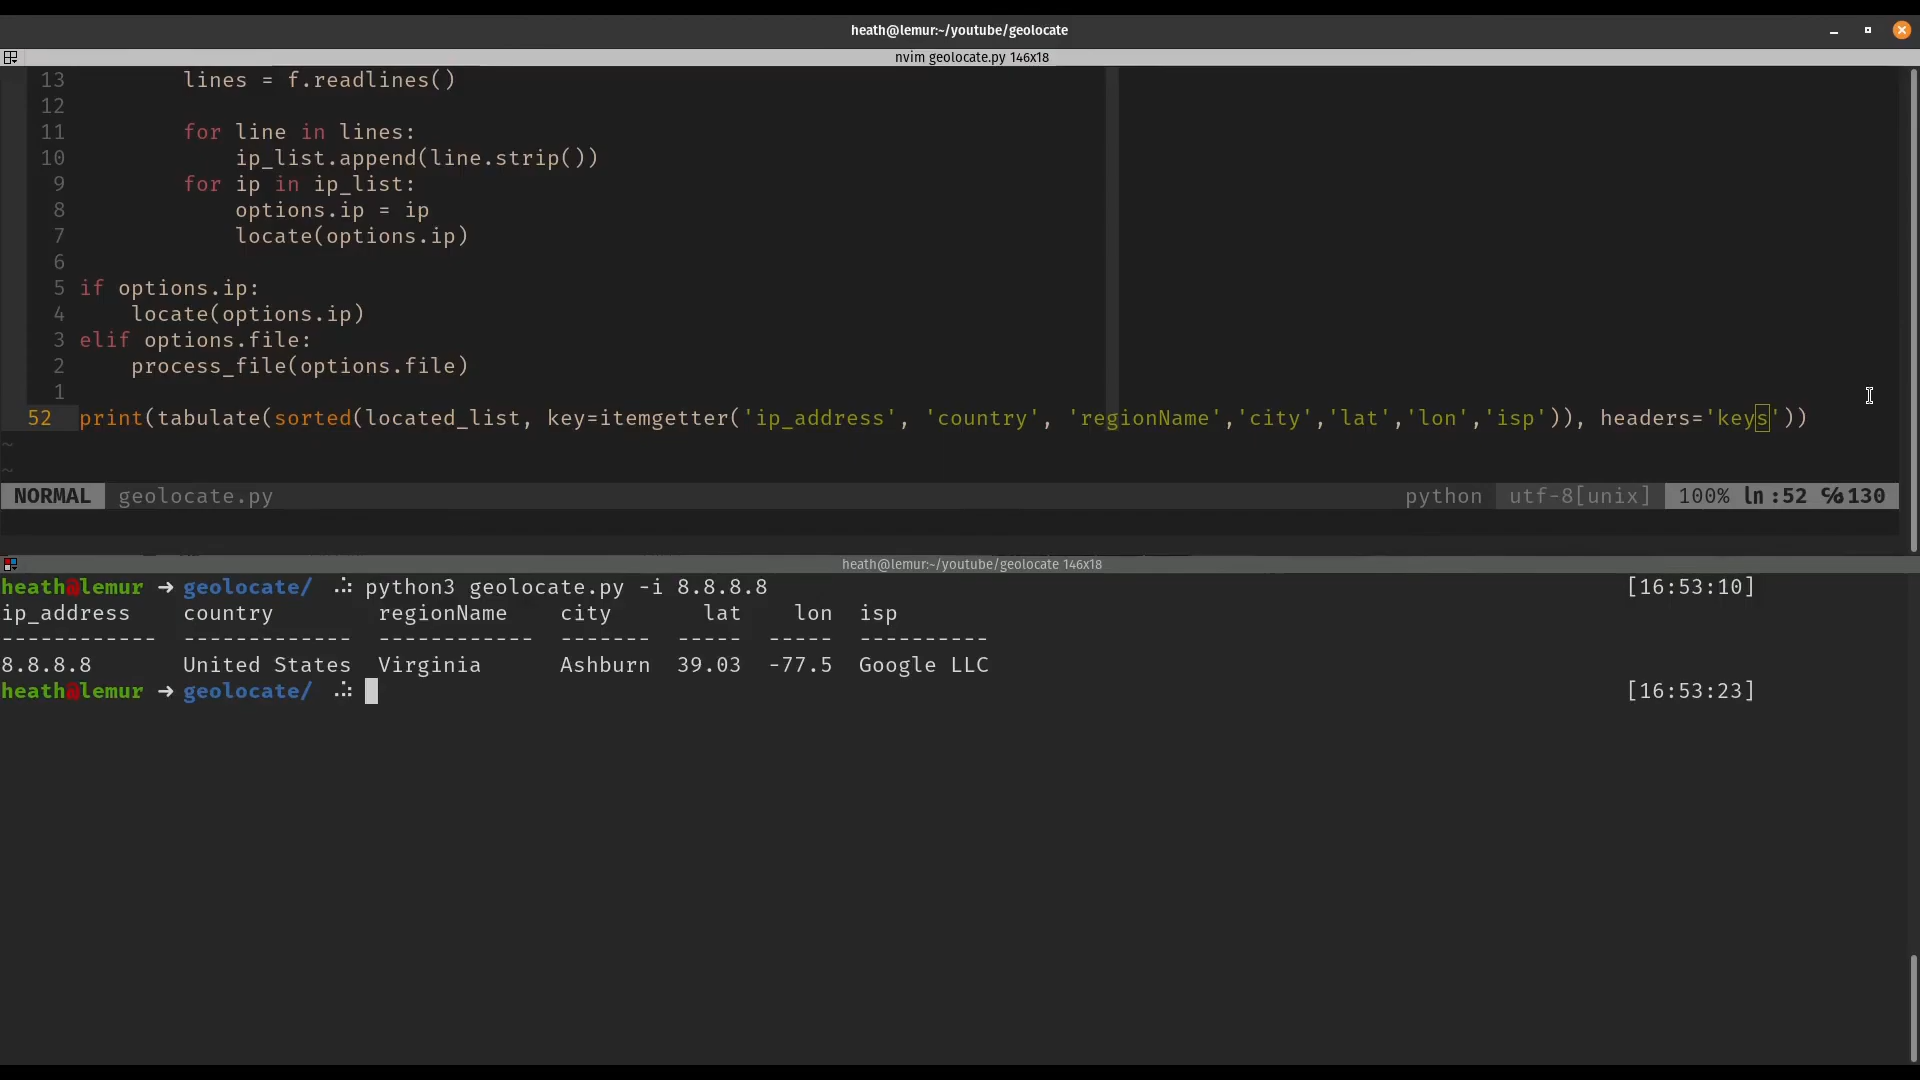 heath@lemur:~/youtube/geolocate
nvim geolocate.py 146x18
13         lines = f.readlines()
12
11         for line in lines:
10             ip_list.append(line.strip())
9         for ip in ip_list:
8             options.ip = ip
7             locate(options.ip)
6
5 if options.ip:
4     locate(options.ip)
3 elif options.file:
2     process_file(options.file)
1
52 print(tabulate(sorted(located_list, key=itemgetter('ip_address', 'country', 'regionName','city','lat','lon','isp')), headers='keys'))
~
~
NORMAL geolocate.py python utf-8[unix] 100% ln :52 ℅130
heath@lemur:~/youtube/geolocate 146x18
heath@lemur → geolocate/ ⠴ python3 geolocate.py -i 8.8.8.8 [16:53:10]
ip_address    country        regionName    city       lat    lon  isp
------------  -------------  ------------  -------  -----  -----  ----------
8.8.8.8       United States  Virginia      Ashburn  39.03  -77.5  Google LLC
heath@lemur → geolocate/ ⠴ [16:53:23]